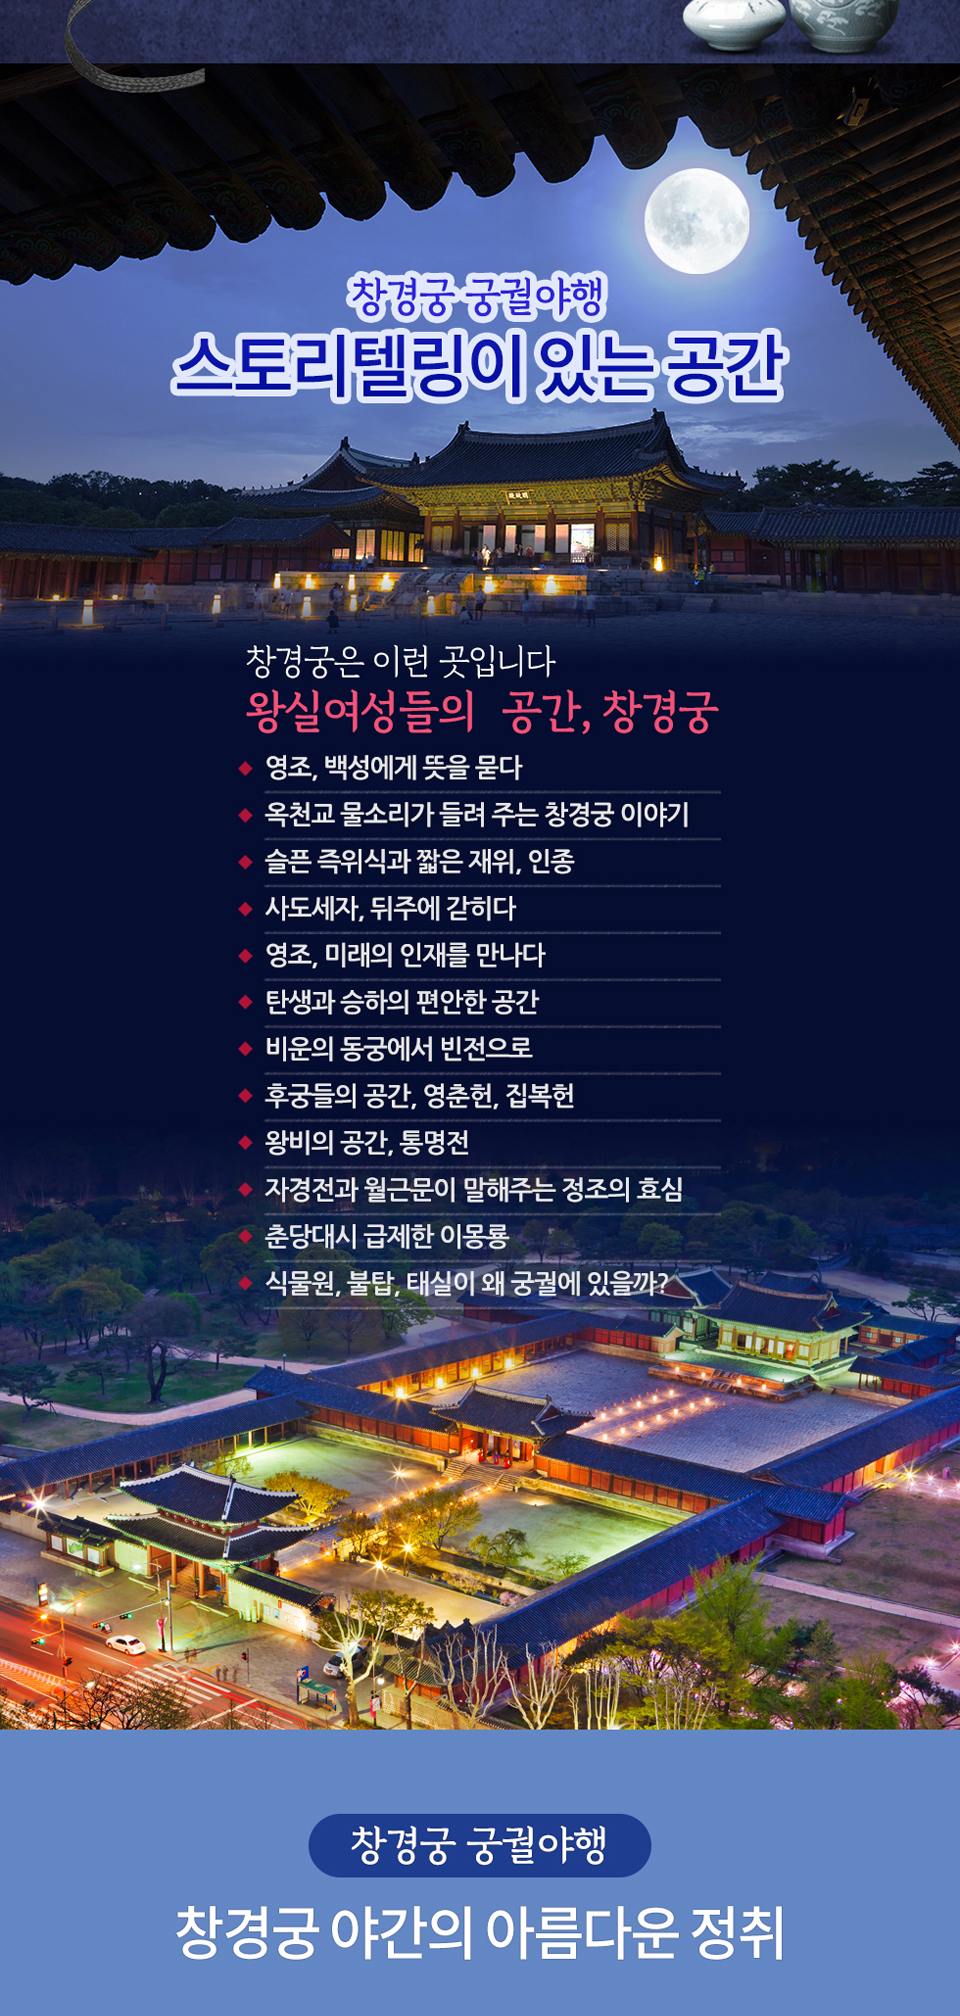 창경궁 궁궐야행
스토리텔링이 있는 공간
창경궁은 이런 곳입니다
왕실여성들의 공간, 창경궁
영조, 백성에게 뜻을 묻다
옥천교 물소리가 들려 주는 창경궁 이야기
슬픈 즉위식과 짧은 재위, 인종
사도세자, 뒤주에 갇히다
영조, 미래의 인재를 만나다
탄생과 승하의 편안한 공간
비운의 동궁에서 빈전으로
후궁들의 공간, 영춘헌, 집복헌
왕비의 공간, 통명전
자경전과 월근문이 말해주는 정조의 효심
춘당대시 급제한 이몽룡
식물원, 불탑, 태실이 왜 궁궐에 있을까?
창경궁 궁궐야행
창경궁 야간의 아름다운 정취